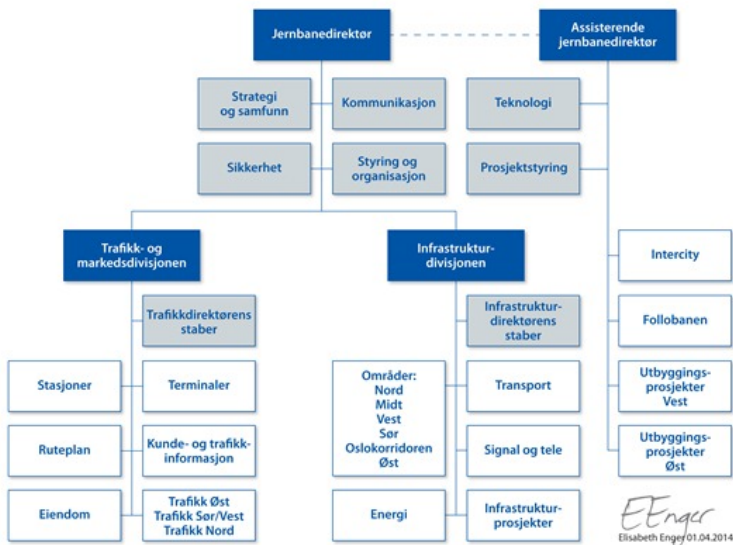 Jernbanedirektør
Assisterende
jernbanedirektør
Strategi
og samfunn
Kommunikasjon
Teknologi
Sikkerhet
Styring og
organisasjon
Prosjektstyring
Trafikk- og
markedsdivisjonen
Infrastruktur-
divisjonen
Intercity
Trafikkdirektørens
staber
Infrastruktur-
direktørens
staber
Follobanen
Stasjoner
Terminaler
Områder:
Nord
Midt
Vest
Sør
Oslokorridoren
Øst
Transport
Utbyggings-
prosjekter
Vest
Ruteplan
Kunde- og trafikk-
informasjon
Signal og tele
Utbyggings-
prosjekter
Øst
Eiendom
Trafikk Øst
Trafikk Sør/Vest
Trafikk Nord
Energi
Infrastruktur-
prosjekter
EEnger
Elisabeth Enger 01.04.2014